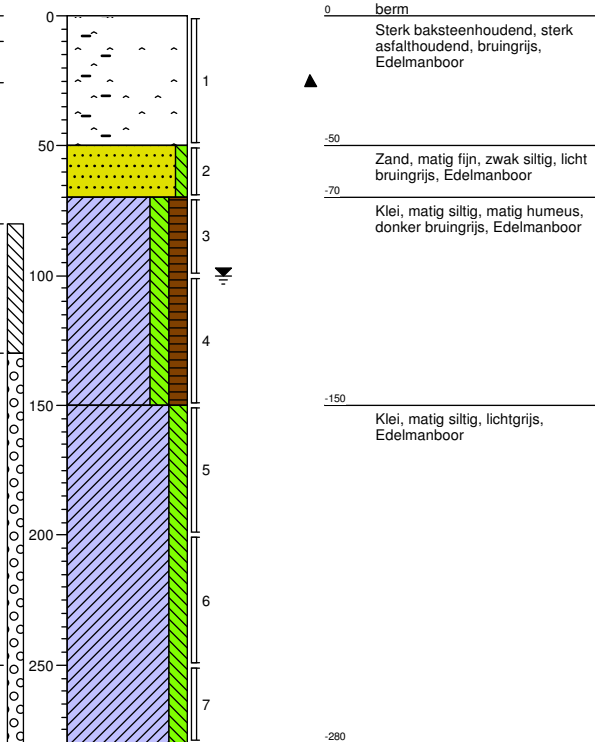 0
50
100
150
200
250
1
2
3
4
5
6
7
0 berm
Sterk baksteenhoudend, sterk
asfalthoudend, bruingrijs,
Edelmanboor
-50
Zand, matig fijn, zwak siltig, licht
bruingrijs, Edelmanboor
-70
Klei, matig siltig, matig humeus,
donker bruingrijs, Edelmanboor
-150
Klei, matig siltig, lichtgrijs,
Edelmanboor
-280